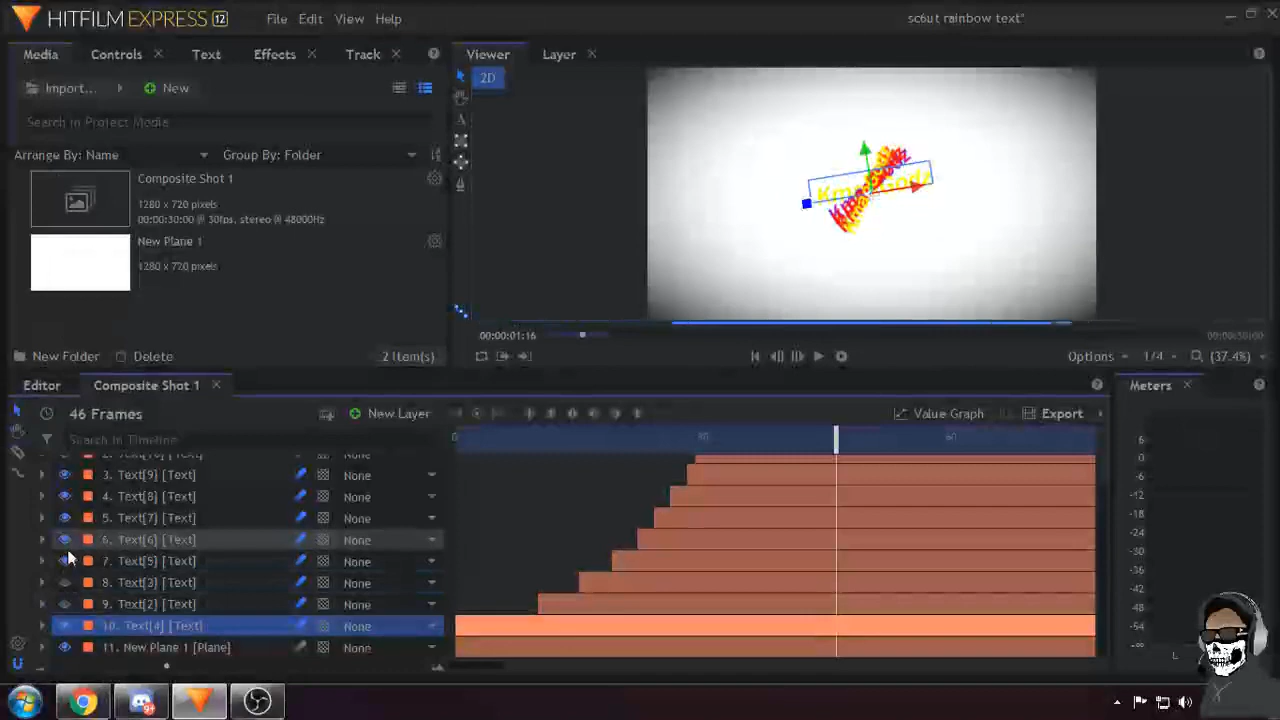 HITFILM EXPRESS 12
File Edit View Help
sc6ut rainbow text*
Media Controls Text Effects Track
Viewer Layer
Import... New
2D
Search in Project Media
Arrange By: Name Group By: Folder
Composite Shot 1
1280 x 720 pixels
00:00:30:00 @ 30fps, stereo @ 48000Hz
New Plane 1
1280 x 720 pixels
00:00:01:16
New Folder Delete 2 Item(s)
Options 1/4 (37.4%)
Editor Composite Shot 1
Meters
46 Frames New Layer
Value Graph Export
Search in Timeline
0 60
3. Text[9] [Text] None
4. Text[8] [Text] None
5. Text[7] [Text] None
6. Text[6] [Text] None
7. Text[5] [Text] None
8. Text[3] [Text] None
9. Text[2] [Text] None
10. Text[4] [Text] None
11. New Plane 1 [Plane] None
6
0
-6
-12
-18
-24
-30
-36
-42
-48
-54